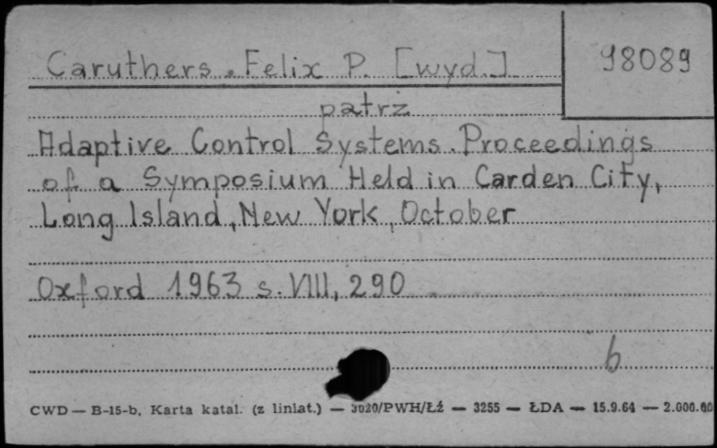 Caruthers, Felix P. [wyd.]
98089
patrz
Adaptive Control Systems. Proceedings
of a Symposium Held in Carden City,
Long Island, New York, October
Oxford 1963 s. VIII, 290
6
CWD — B-15-b, Karta katal. (z liniat.) — 3020/PWH/Łź — 3255 — ŁDA — 15.9.64 — 2.000.00